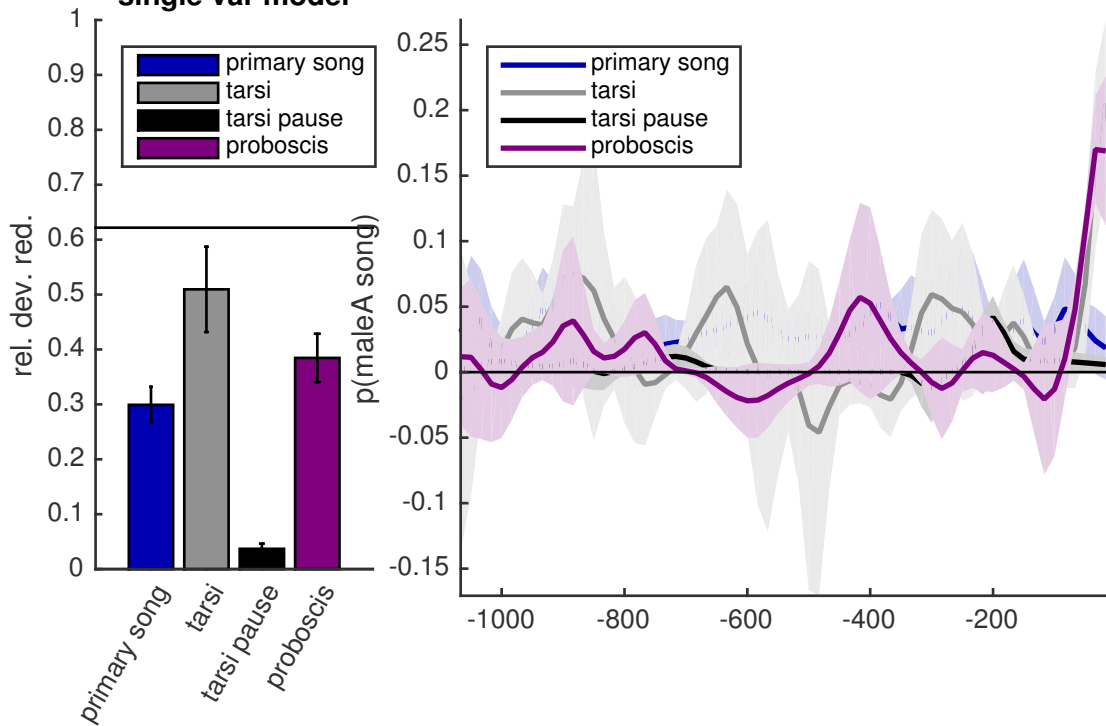 single var model
rel. dev. red.
1
0.9
0.8
0.7
0.6
0.5
0.4
0.3
0.2
0.1
0
primary song
tarsi
tarsi pause
proboscis
primary song
tarsi
tarsi pause
proboscis
p(maleA song)
0.25
0.2
0.15
0.1
0.05
0
-0.05
-0.1
-0.15
primary song
tarsi
tarsi pause
proboscis
-1000
-800
-600
-400
-200